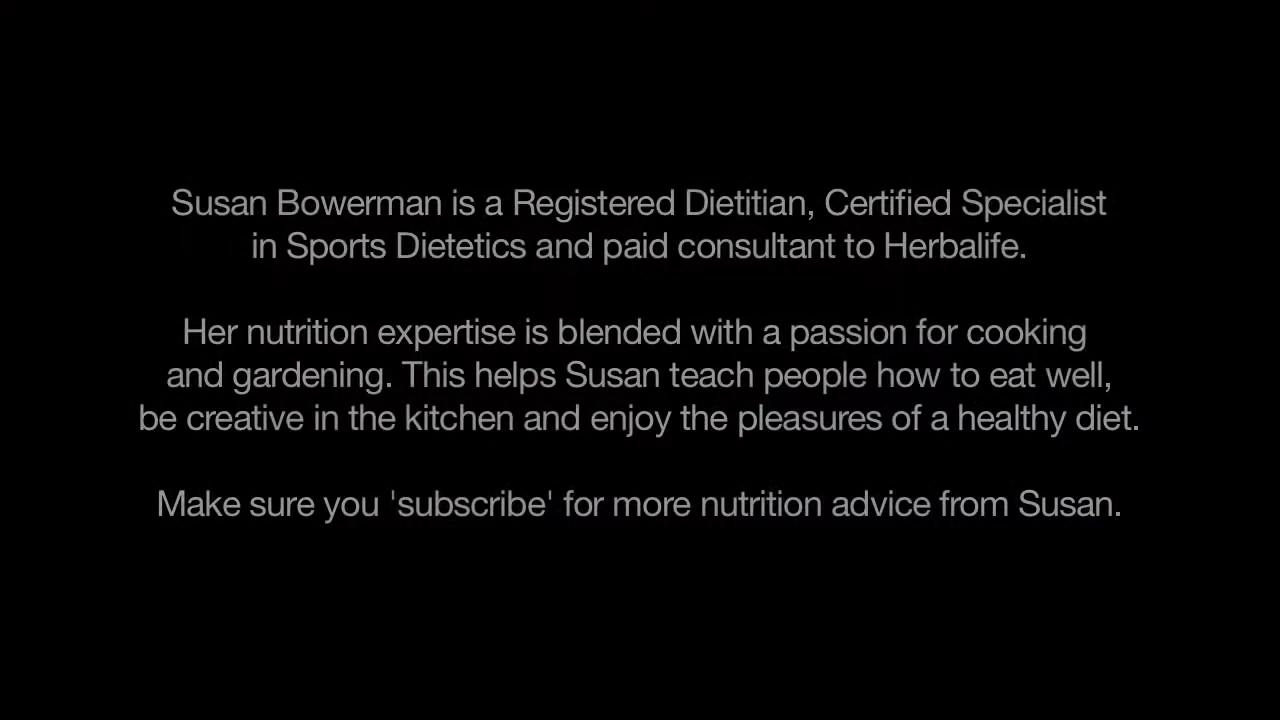 Susan Bowerman is a Registered Dietitian, Certified Specialist
in Sports Dietetics and paid consultant to Herbalife.
Her nutrition expertise is blended with a passion for cooking
and gardening. This helps Susan teach people how to eat well,
be creative in the kitchen and enjoy the pleasures of a healthy diet.
Make sure you 'subscribe' for more nutrition advice from Susan.